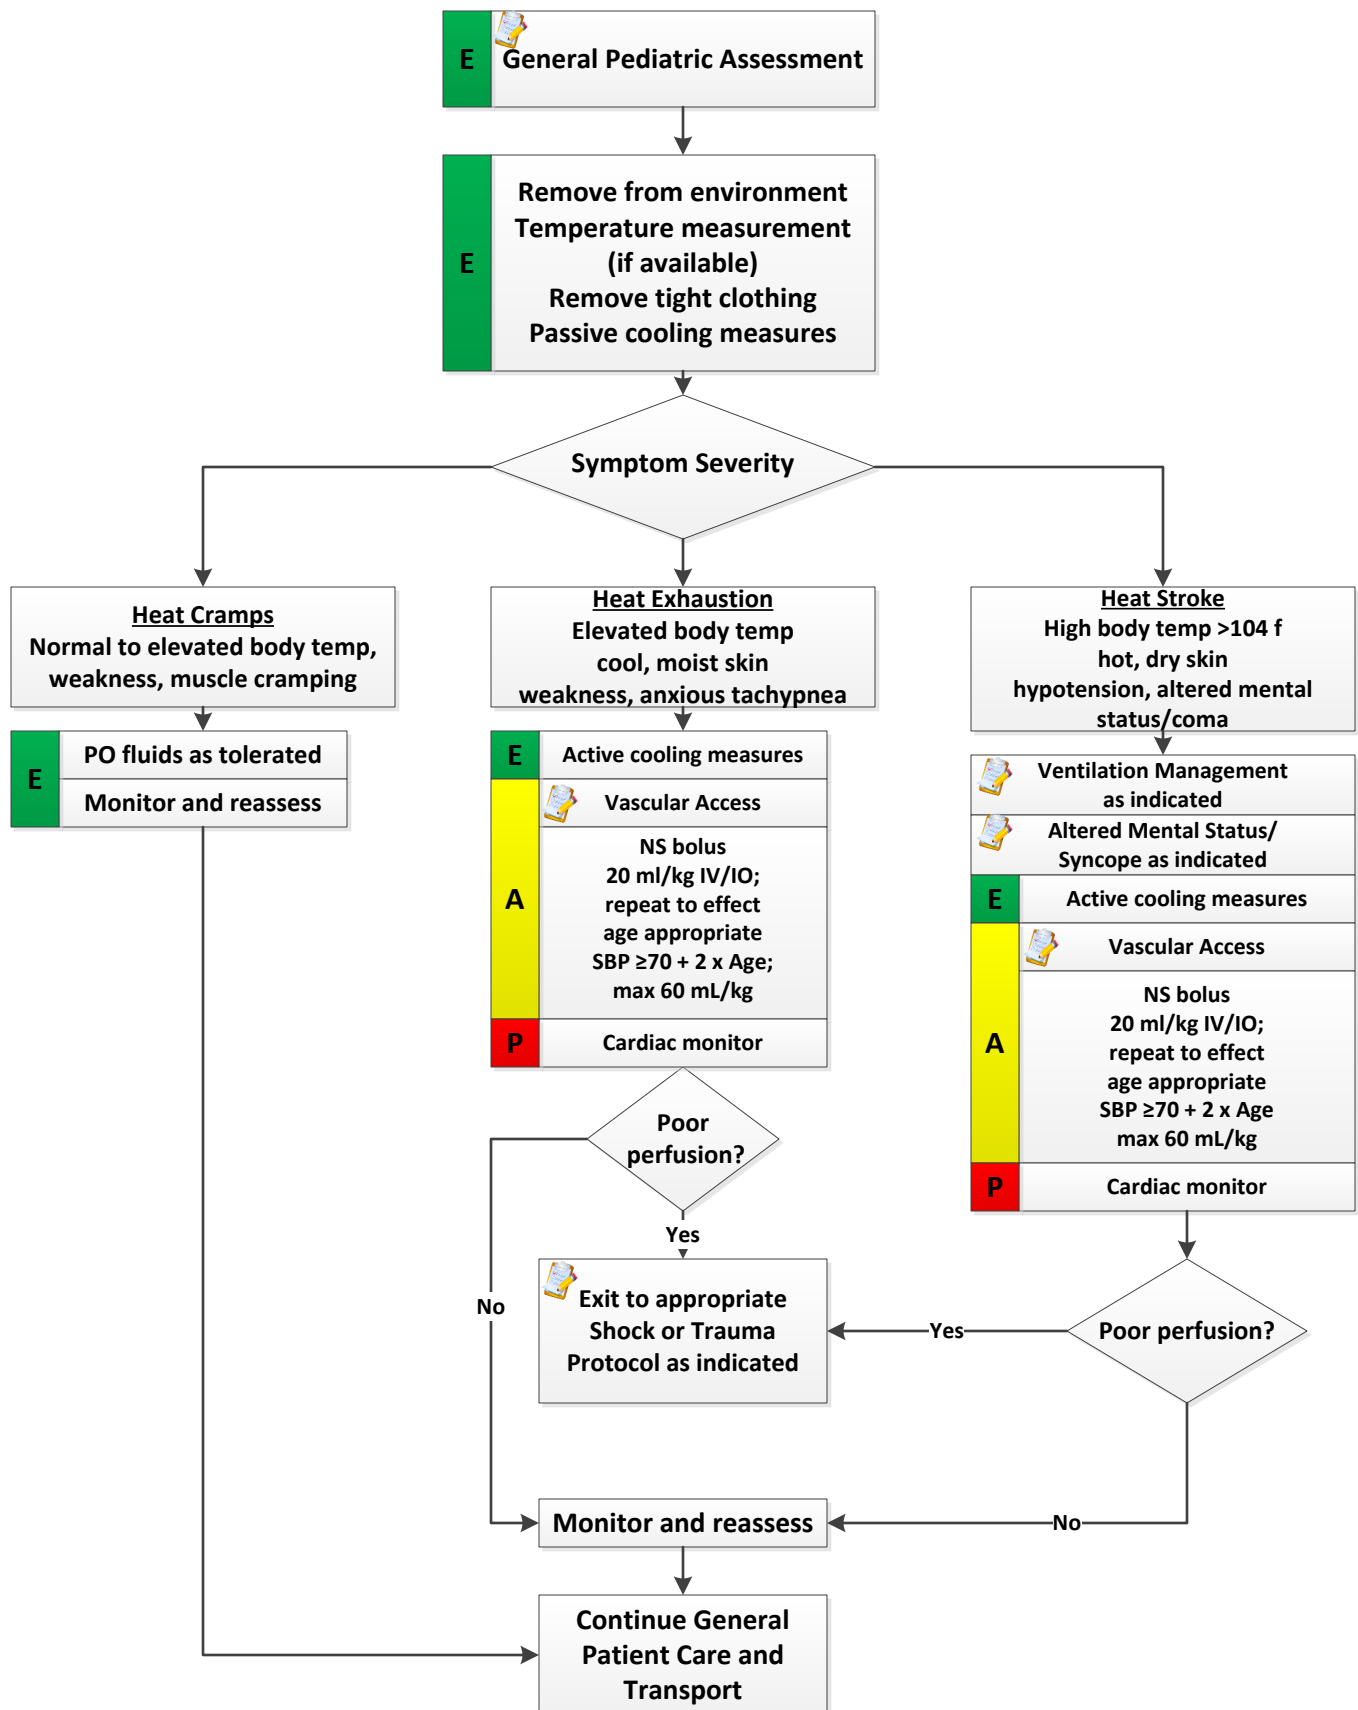 E
General Pediatric Assessment
E
Remove from environment
Temperature measurement
(if available)
Remove tight clothing
Passive cooling measures
Symptom Severity
Heat Cramps
Normal to elevated body temp,
weakness, muscle cramping
E
PO fluids as tolerated
Monitor and reassess
Heat Exhaustion
Elevated body temp
cool, moist skin
weakness, anxious tachypnea
E
Active cooling measures
A
Vascular Access
NS bolus
20 ml/kg IV/IO;
repeat to effect
age appropriate
SBP ≥70 + 2 x Age;
max 60 mL/kg
P
Cardiac monitor
Poor
perfusion?
Yes
No
Exit to appropriate
Shock or Trauma
Protocol as indicated
Heat Stroke
High body temp >104 f
hot, dry skin
hypotension, altered mental
status/coma
Ventilation Management
as indicated
Altered Mental Status/
Syncope as indicated
E
Active cooling measures
A
Vascular Access
NS bolus
20 ml/kg IV/IO;
repeat to effect
age appropriate
SBP ≥70 + 2 x Age
max 60 mL/kg
P
Cardiac monitor
Poor perfusion?
Yes
No
Monitor and reassess
Continue General
Patient Care and
Transport